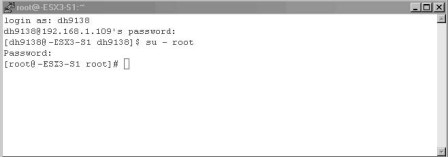 root@-ESX3-S1:~
login as: dh9138
dh9138@192.168.1.109's password:
[dh9138@-ESX3-S1 dh9138]$ su - root
Password:
[root@-ESX3-S1 root]#